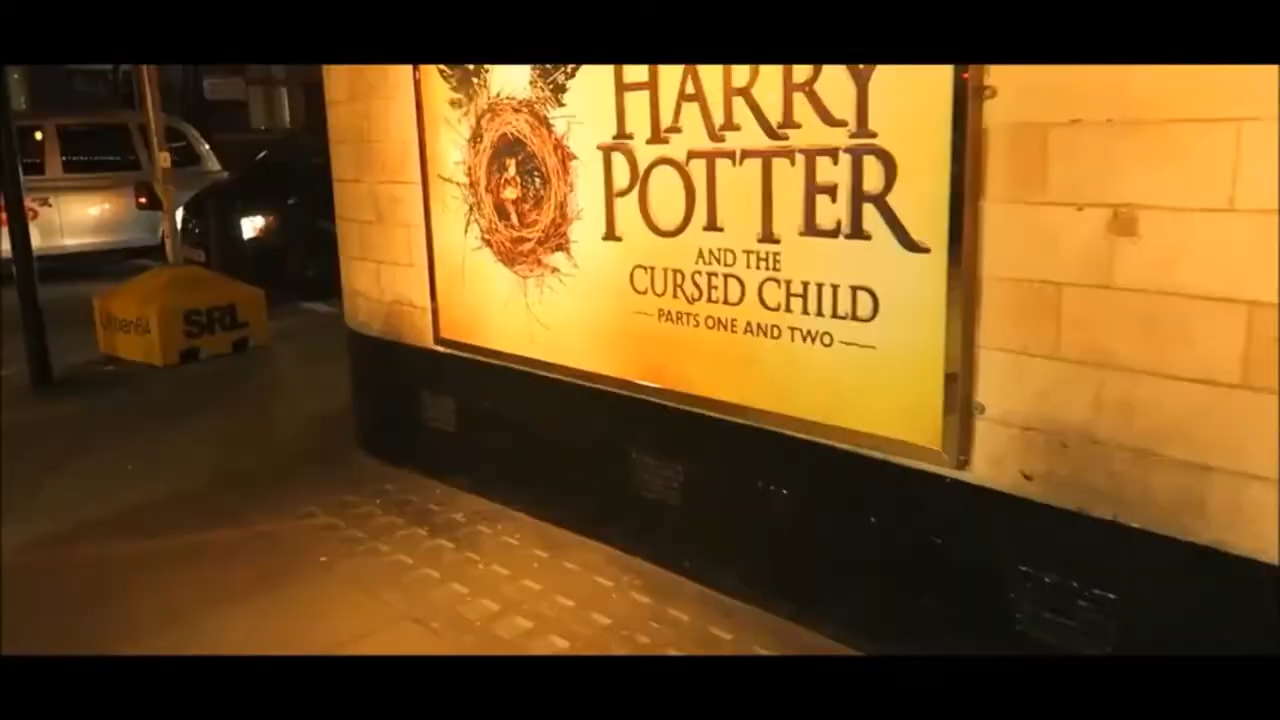 HARRY
POTTER
AND THE
CURSED CHILD
PARTS ONE AND TWO
SRL